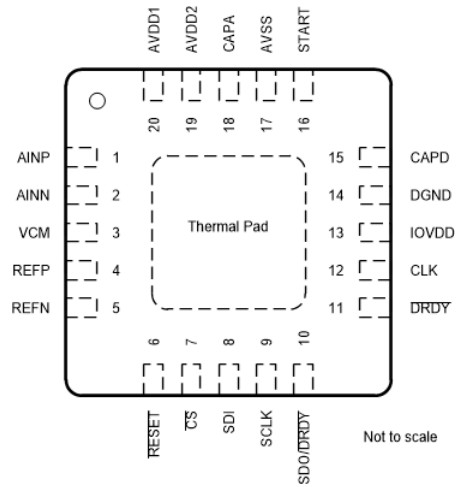 AVDD1 AVDD2 CAPA AVSS START
20 19 18 17 16
AINP 1 15 CAPD
AINN 2 14 DGND
VCM 3 Thermal Pad 13 IOVDD
REFP 4 12 CLK
REFN 5 11 DRDY
6 7 8 9 10
RESET CS SDI SCLK SDO/DRDY
Not to scale